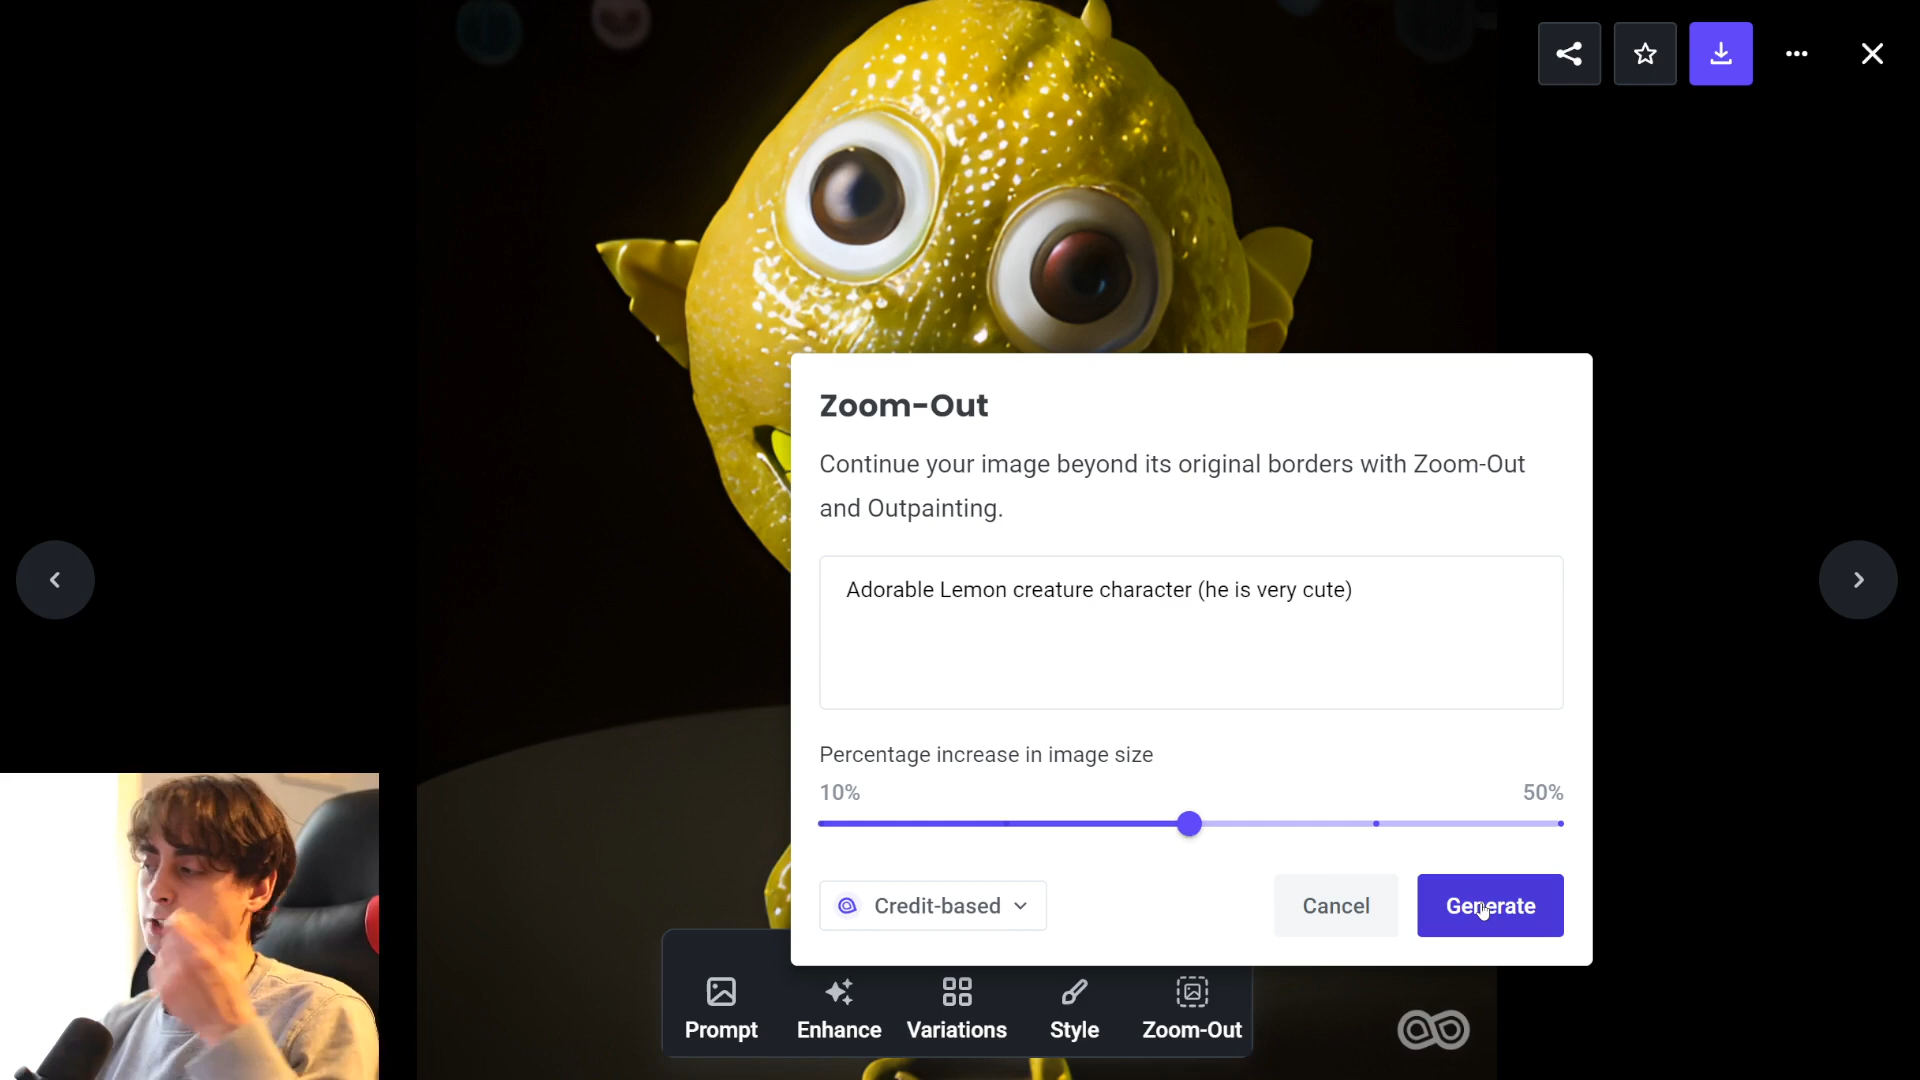 Zoom-Out
Continue your image beyond its original borders with Zoom-Out
and Outpainting.
Adorable Lemon creature character (he is very cute)
Percentage increase in image size
10%
50%
Credit-based
Cancel
Generate
Prompt
Enhance
Variations
Style
Zoom-Out